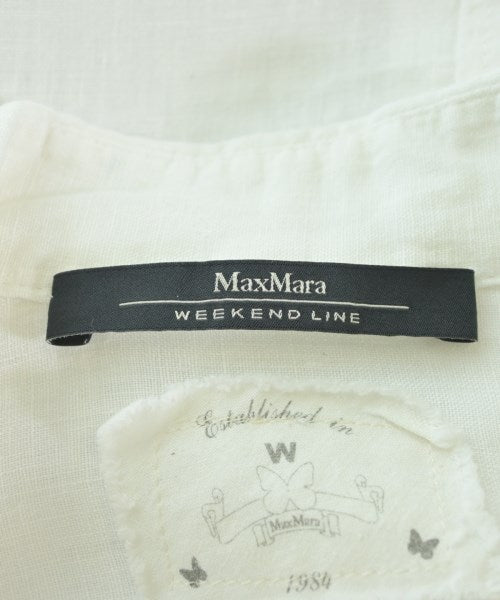 MaxMara
WEEKEND LINE
Established in
W
MaxMara
1984